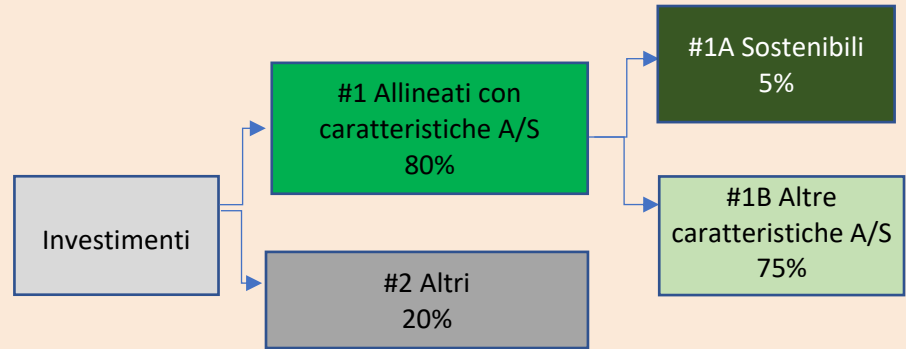 #1A Sostenibili
5%
#1 Allineati con
caratteristiche A/S
80%
Investimenti
#1B Altre
caratteristiche A/S
75%
#2 Altri
20%